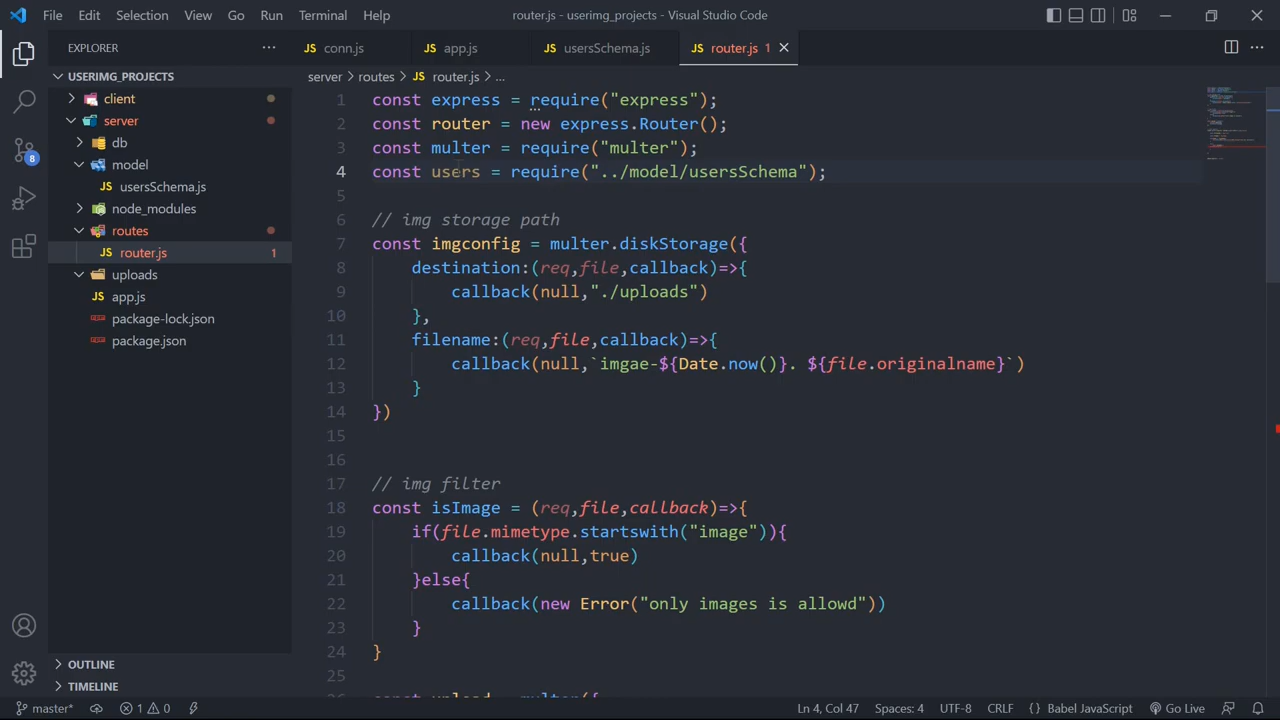 File Edit Selection View Go Run Terminal Help router.js - userimg_projects - Visual Studio Code
EXPLORER
conn.js
app.js
usersSchema.js
router.js 1
USERIMG_PROJECTS
client
server
db
model
usersSchema.js
node_modules
routes
router.js 1
uploads
app.js
package-lock.json
package.json
OUTLINE
TIMELINE
8
server > routes > router.js > ...
1 const express = require("express");
2 const router = new express.Router();
3 const multer = require("multer");
4 const users = require("../model/usersSchema");
5
6 // img storage path
7 const imgconfig = multer.diskStorage({
8 destination:(req,file,callback)=>{
9 callback(null,"./uploads")
10 },
11 filename:(req,file,callback)=>{
12 callback(null,`imgae-${Date.now()}. ${file.originalname}`)
13 }
14 })
15
16
17 // img filter
18 const isImage = (req,file,callback)=>{
19 if(file.mimetype.startswith("image")){
20 callback(null,true)
21 }else{
22 callback(new Error("only images is allowd"))
23 }
24 }
25
26 const upload = multer({
master* 1 0 Ln 4, Col 47 Spaces: 4 UTF-8 CRLF {} Babel JavaScript Go Live